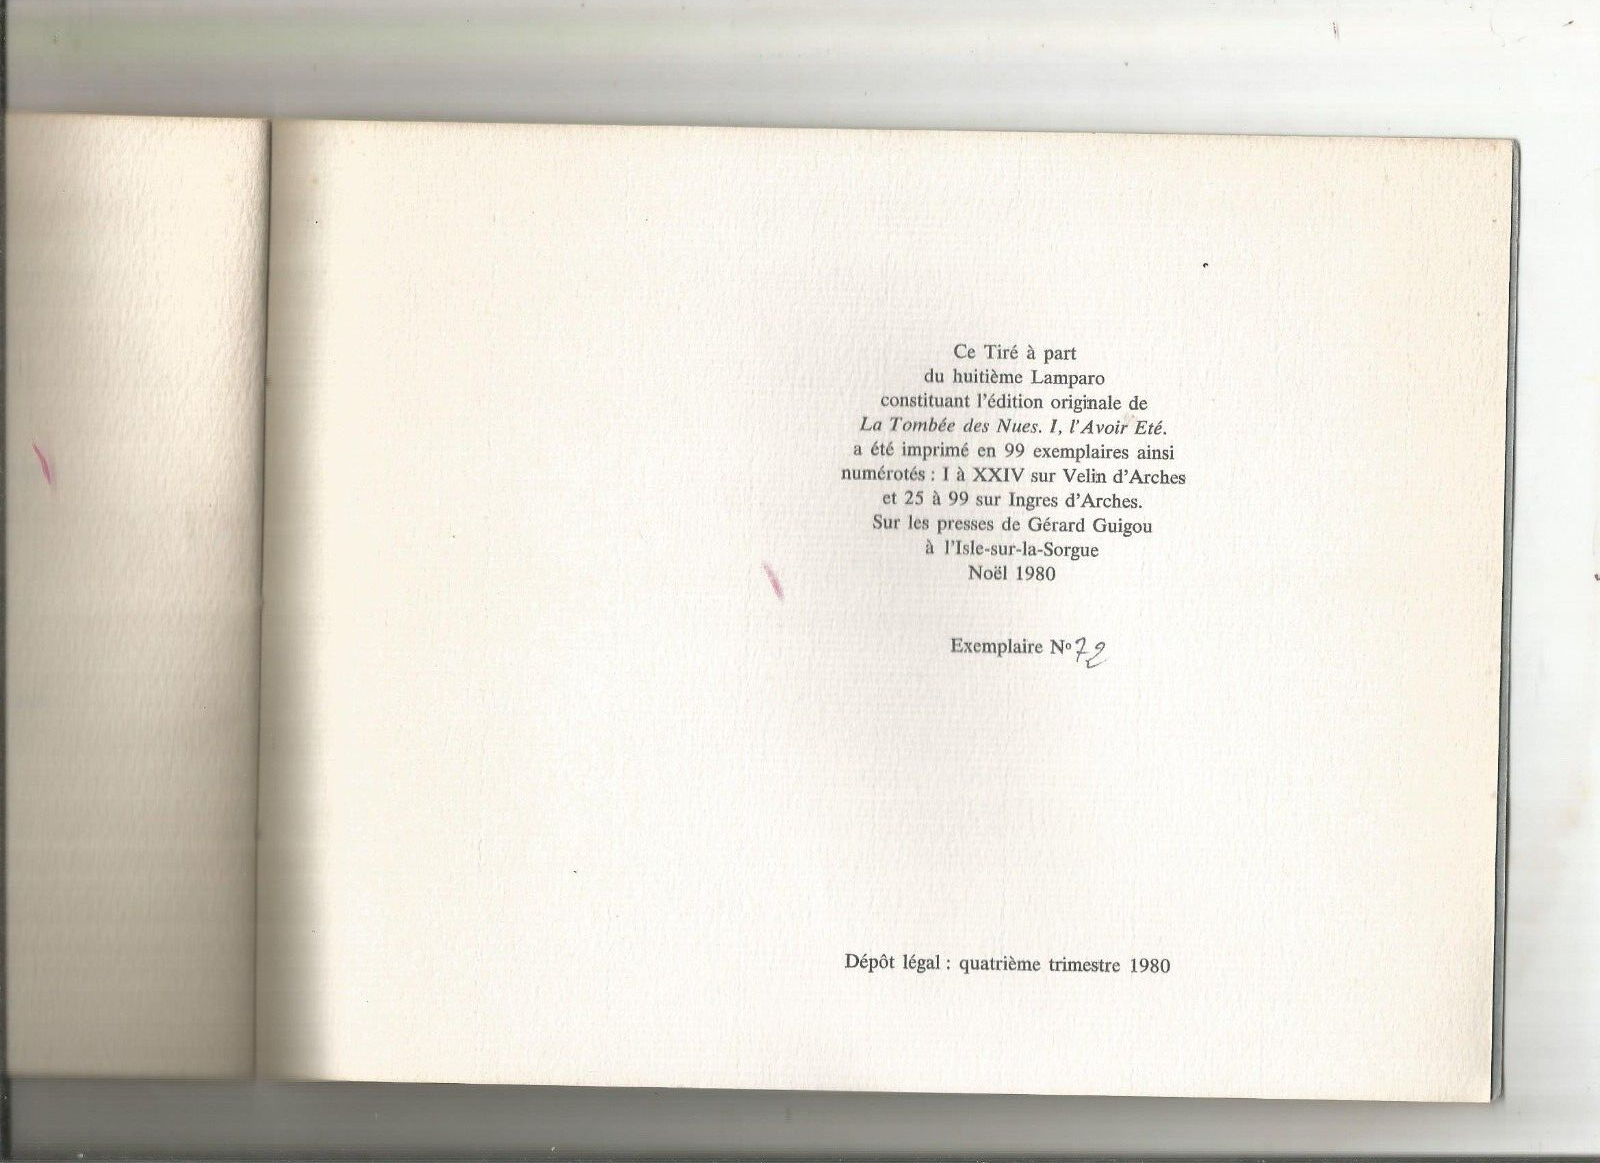 Ce Tiré à part
du huitième Lamparo
constituant l'édition originale de
La Tombée des Nues. I, l'Avoir Eté.
a été imprimé en 99 exemplaires ainsi
numérotés : I à XXIV sur Velin d'Arches
et 25 à 99 sur Ingres d'Arches.
Sur les presses de Gérard Guigou
à l'Isle-sur-la-Sorgue
Noël 1980
Exemplaire Nº 72
Dépôt légal : quatrième trimestre 1980